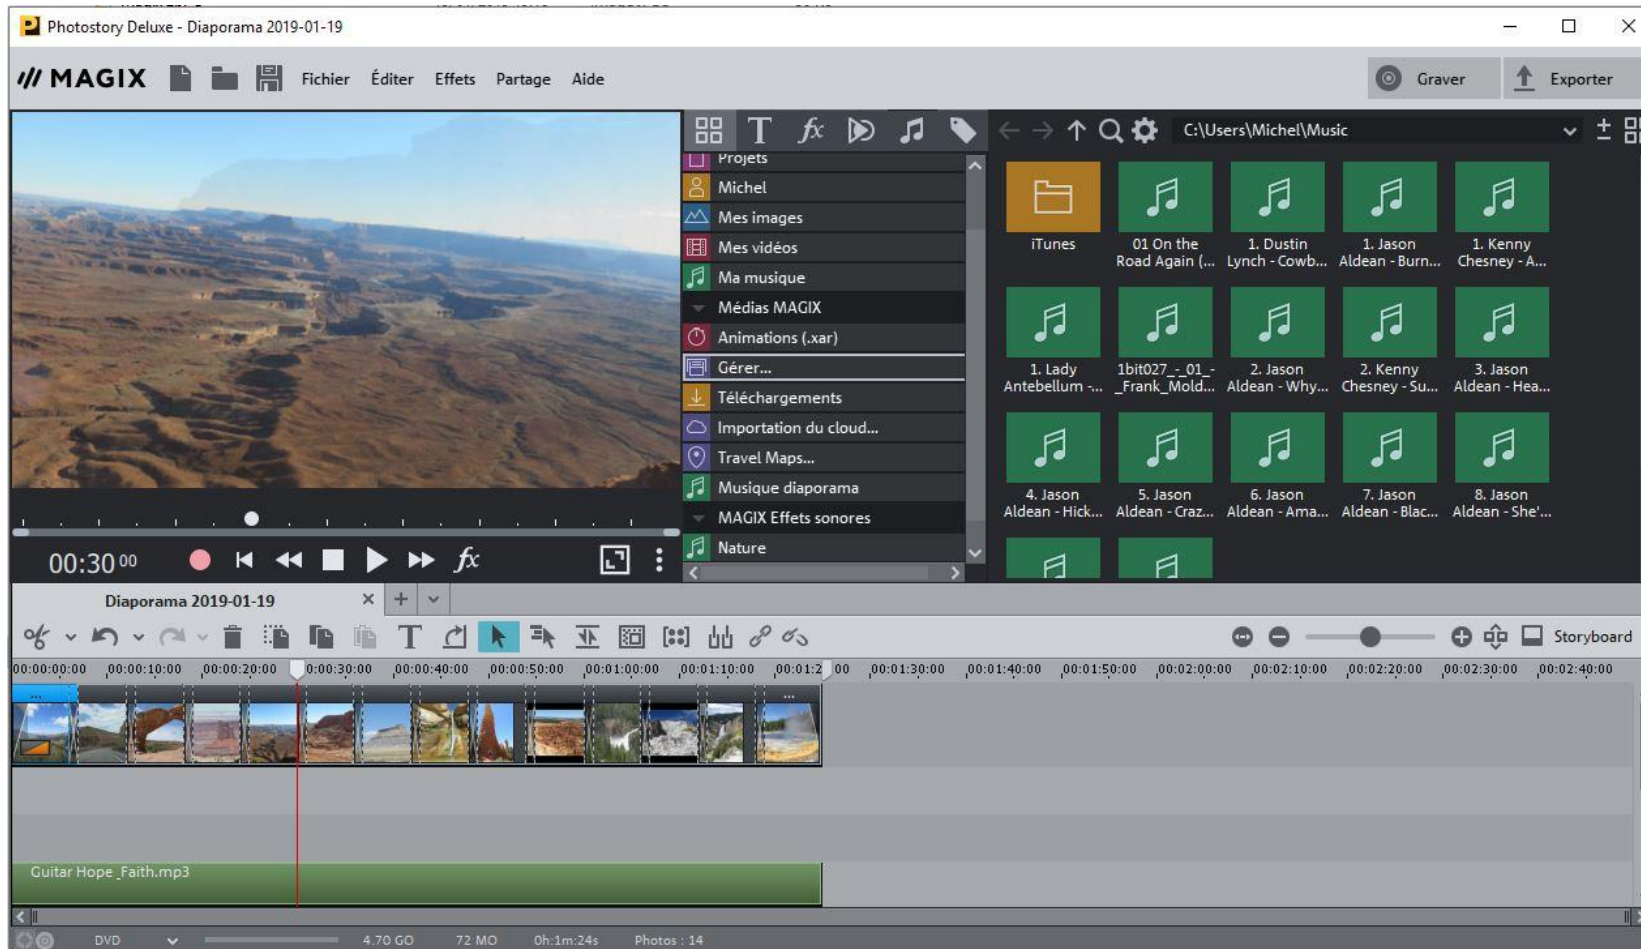 Photostory Deluxe - Diaporama 2019-01-19
MAGIX Fichier Éditer Effets Partage Aide Graver Exporter
C:\Users\Michel\Music
Projets
Michel
Mes images
Mes vidéos
Ma musique
Médias MAGIX
Animations (.xar)
Gérer...
Téléchargements
Importation du cloud...
Travel Maps...
Musique diaporama
MAGIX Effets sonores
Nature
iTunes
01 On the
Road Again (...
1. Dustin
Lynch - Cowb...
1. Jason
Aldean - Burn...
1. Kenny
Chesney - A...
1. Lady
Antebellum -...
1bit027_-_01_-
_Frank_Mold...
2. Jason
Aldean - Why...
2. Kenny
Chesney - Su...
3. Jason
Aldean - Hea...
4. Jason
Aldean - Hick...
5. Jason
Aldean - Craz...
6. Jason
Aldean - Ama...
7. Jason
Aldean - Blac...
8. Jason
Aldean - She'...
00:30 00
fx
Diaporama 2019-01-19
Storyboard
00:00:00:00 00:00:10:00 00:00:20:00 0:00:30:00 00:00:40:00 00:00:50:00 00:01:00:00 00:01:10:00 00:01:2 00 00:01:30:00 00:01:40:00 00:01:50:00 00:02:00:00 00:02:10:00 00:02:20:00 00:02:30:00 00:02:40:00
... ...
Guitar Hope _Faith.mp3
DVD 4.70 GO 72 MO 0h:1m:24s Photos : 14